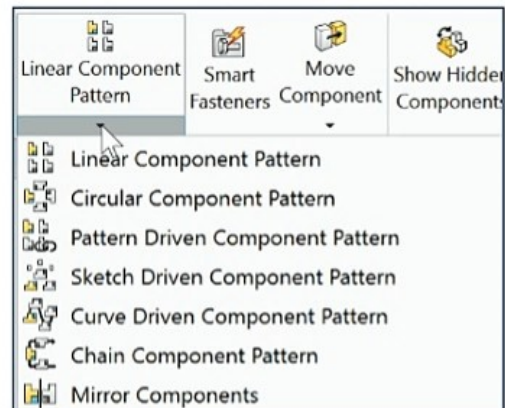 Linear Component
Pattern
Smart
Fasteners
Move
Component
Show Hidden
Components
Linear Component Pattern
Circular Component Pattern
Pattern Driven Component Pattern
Sketch Driven Component Pattern
Curve Driven Component Pattern
Chain Component Pattern
Mirror Components